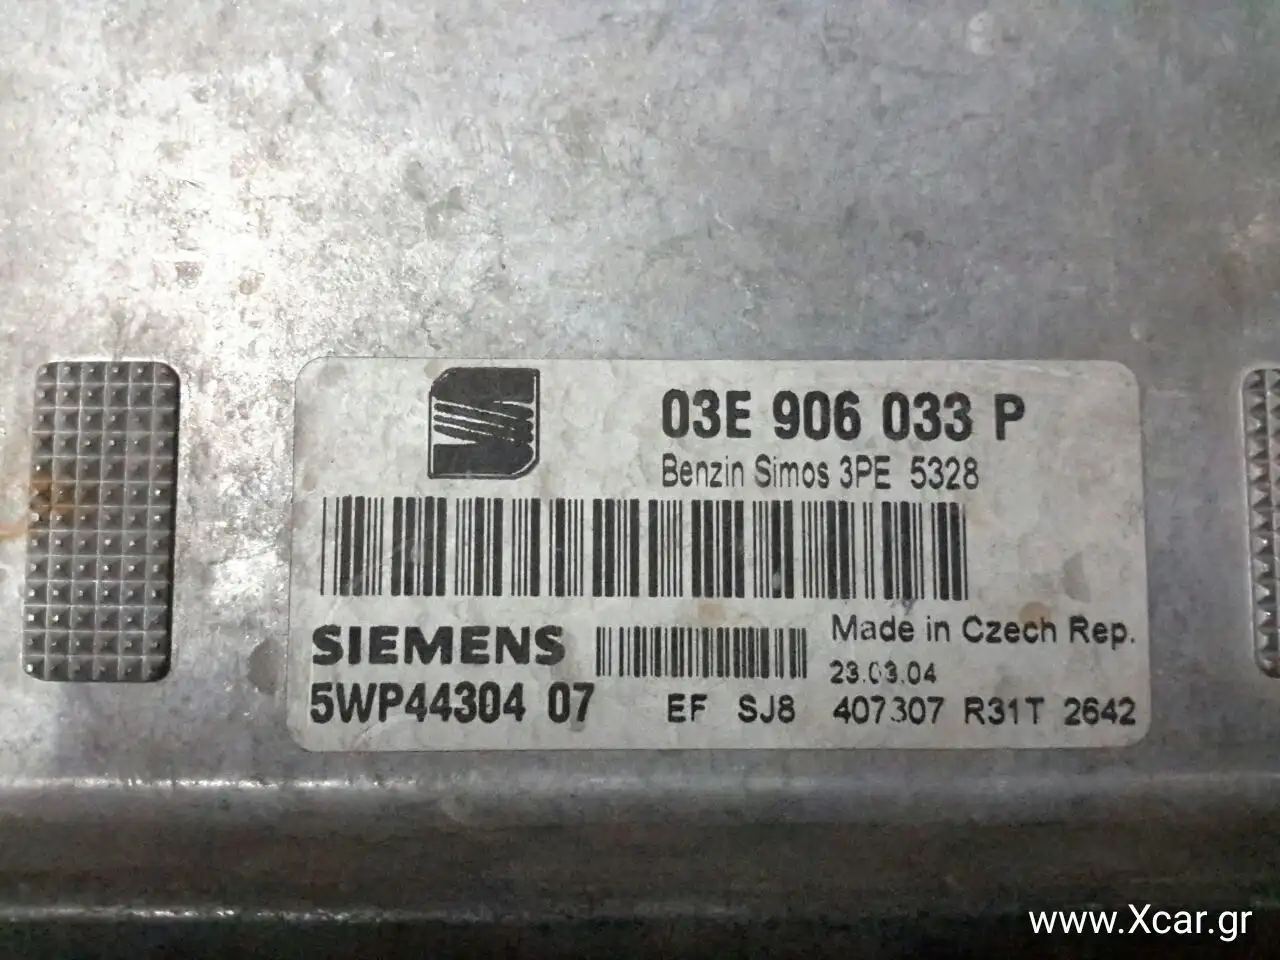 03E 906 033 P
Benzin Simos 3PE 5328
SIEMENS
Made in Czech Rep.
23.03.04
5WP44304 07
EF SJ8 407307 R31T 2642
www.Xcar.gr